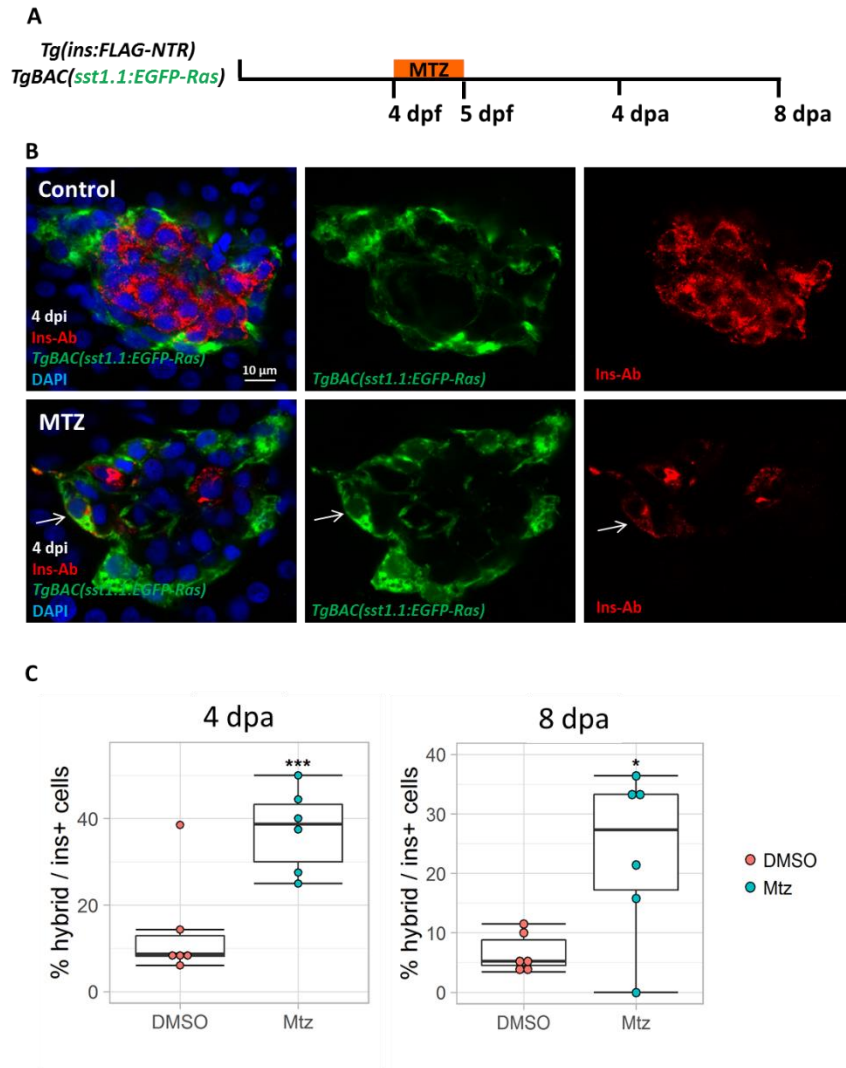 A
Tg(ins:FLAG-NTR)
TgBAC(sst1.1:EGFP-Ras)
MTZ
4 dpf 5 dpf 4 dpa 8 dpa
B
Control
4 dpi
Ins-Ab
TgBAC(sst1.1:EGFP-Ras)
DAPI
10 µm
TgBAC(sst1.1:EGFP-Ras)
Ins-Ab
MTZ
4 dpi
Ins-Ab
TgBAC(sst1.1:EGFP-Ras)
DAPI
TgBAC(sst1.1:EGFP-Ras)
Ins-Ab
C
4 dpa
% hybrid / ins+ cells
40
20
0
***
DMSO Mtz
8 dpa
% hybrid / ins+ cells
40
30
20
10
0
*
DMSO Mtz
DMSO
Mtz